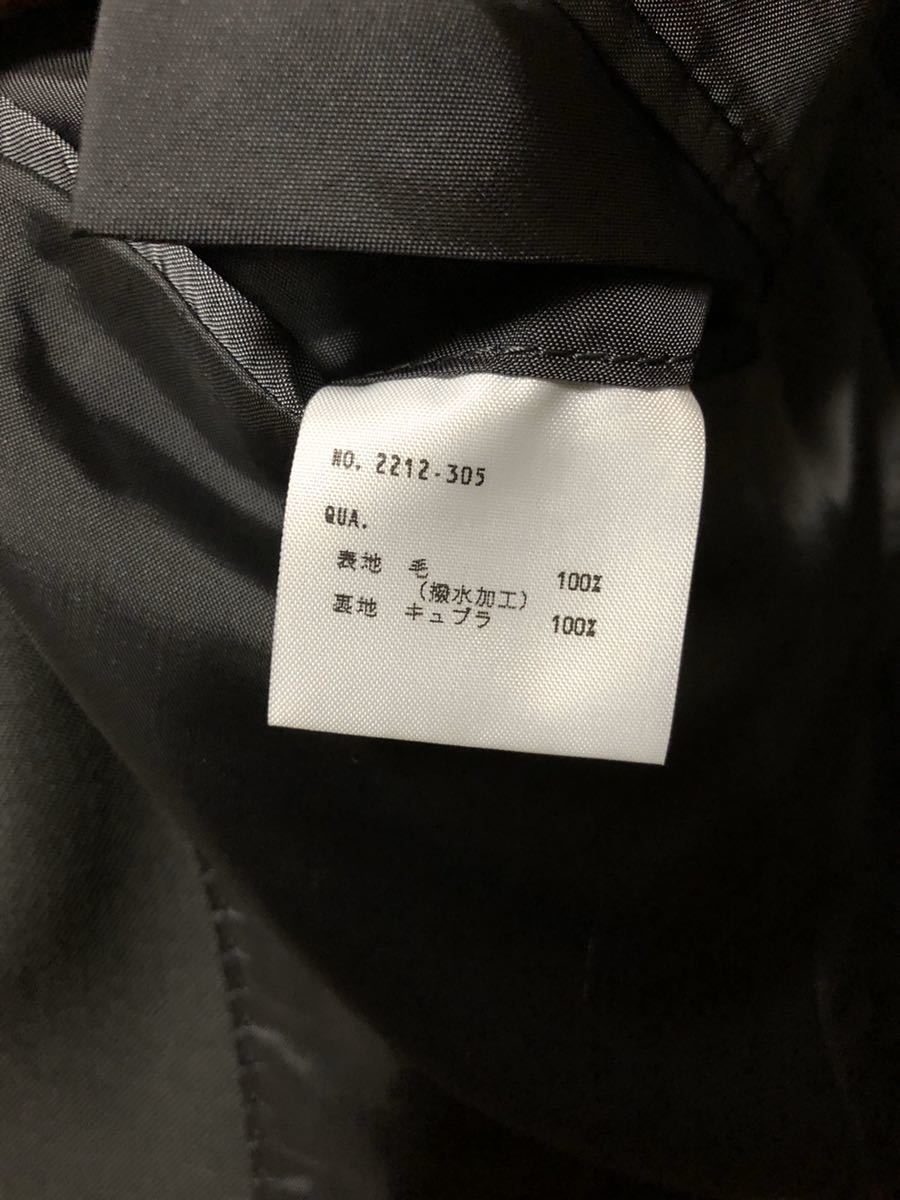 NO. 2212-305
QUA.
表地 毛 100%
(撥水加工)
裏地 キュプラ 100%